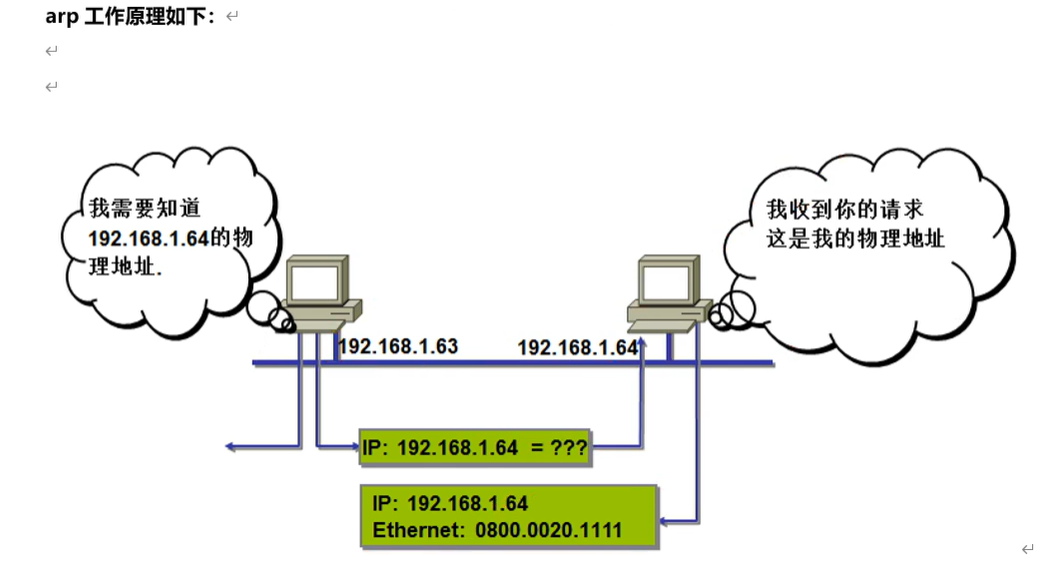 arp 工作原理如下：
我需要知道
192.168.1.64的物
理地址.
我收到你的请求
这是我的物理地址
192.168.1.63
192.168.1.64
IP: 192.168.1.64 = ???
IP: 192.168.1.64
Ethernet: 0800.0020.1111